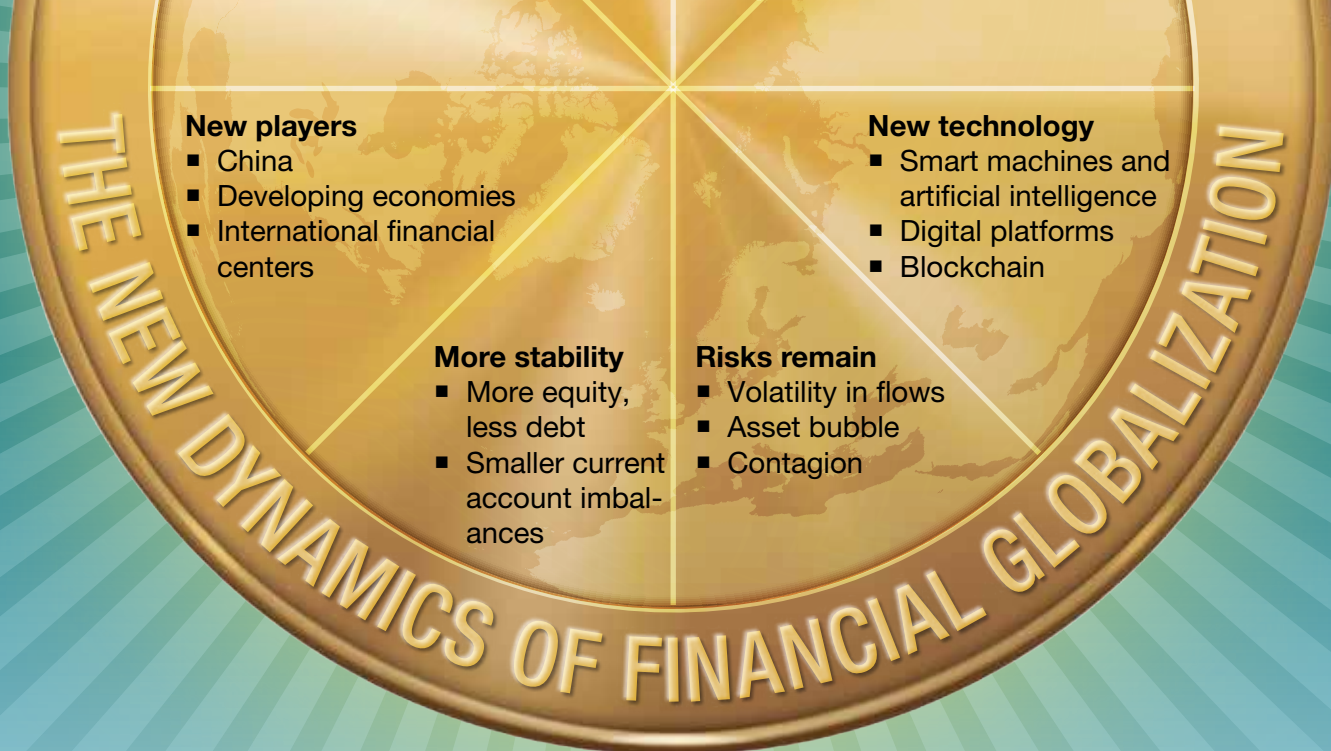 New players
■ China
■ Developing economies
■ International financial
centers
New technology
■ Smart machines and
artificial intelligence
■ Digital platforms
■ Blockchain
More stability
■ More equity,
less debt
■ Smaller current
account imbal-
ances
Risks remain
■ Volatility in flows
■ Asset bubble
■ Contagion
THE NEW DYNAMICS OF FINANCIAL GLOBALIZATION